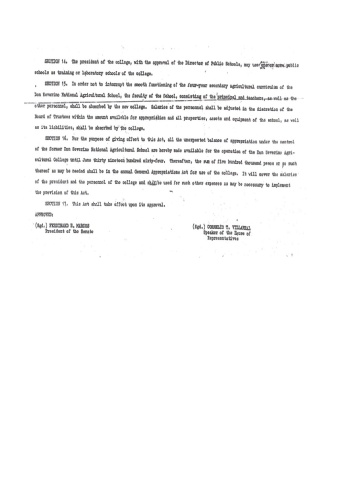 SECTION 14. The president of the college, with the approval of the Director of Public Schools, may use some public
schools as training or laboratory schools of the college.
SECTION 15. In order not to interrupt the smooth functioning of the four-year secondary agricultural curriculum of the
Don Severino National Agricultural School, the faculty of the School, consisting of the principal and teachers, as well as the
other personnel, shall be absorbed by the new college. Salaries of the personnel shall be adjusted in the discretion of the
Board of Trustees within the amount available for appropriation and all properties, assets and equipment of the school, as well
as its liabilities, shall be absorbed by the college.
SECTION 16. For the purpose of giving effect to this Act, all the unexpected balance of appropriation under the control
of the former Don Severino National Agricultural School are hereby made available for the operation of the Don Severino Agri-
cultural College until June thirty nineteen hundred sixty-four. Thereafter, the sum of five hundred thousand pesos or so much
thereof as may be needed shall be in the annual General Appropriations Act for use of the college. It will cover the salaries
of the president and the personnel of the college and shall be used for such other expenses as may be necessary to implement
the provision of this Act.
SECTION 17. This Act shall take effect upon its approval.
APPROVED:
(Sgd.) FERDINAND E. MARCOS (Sgd.) CORNELIO T. VILLAREAL
President of the Senate Speaker of the House of
Representatives